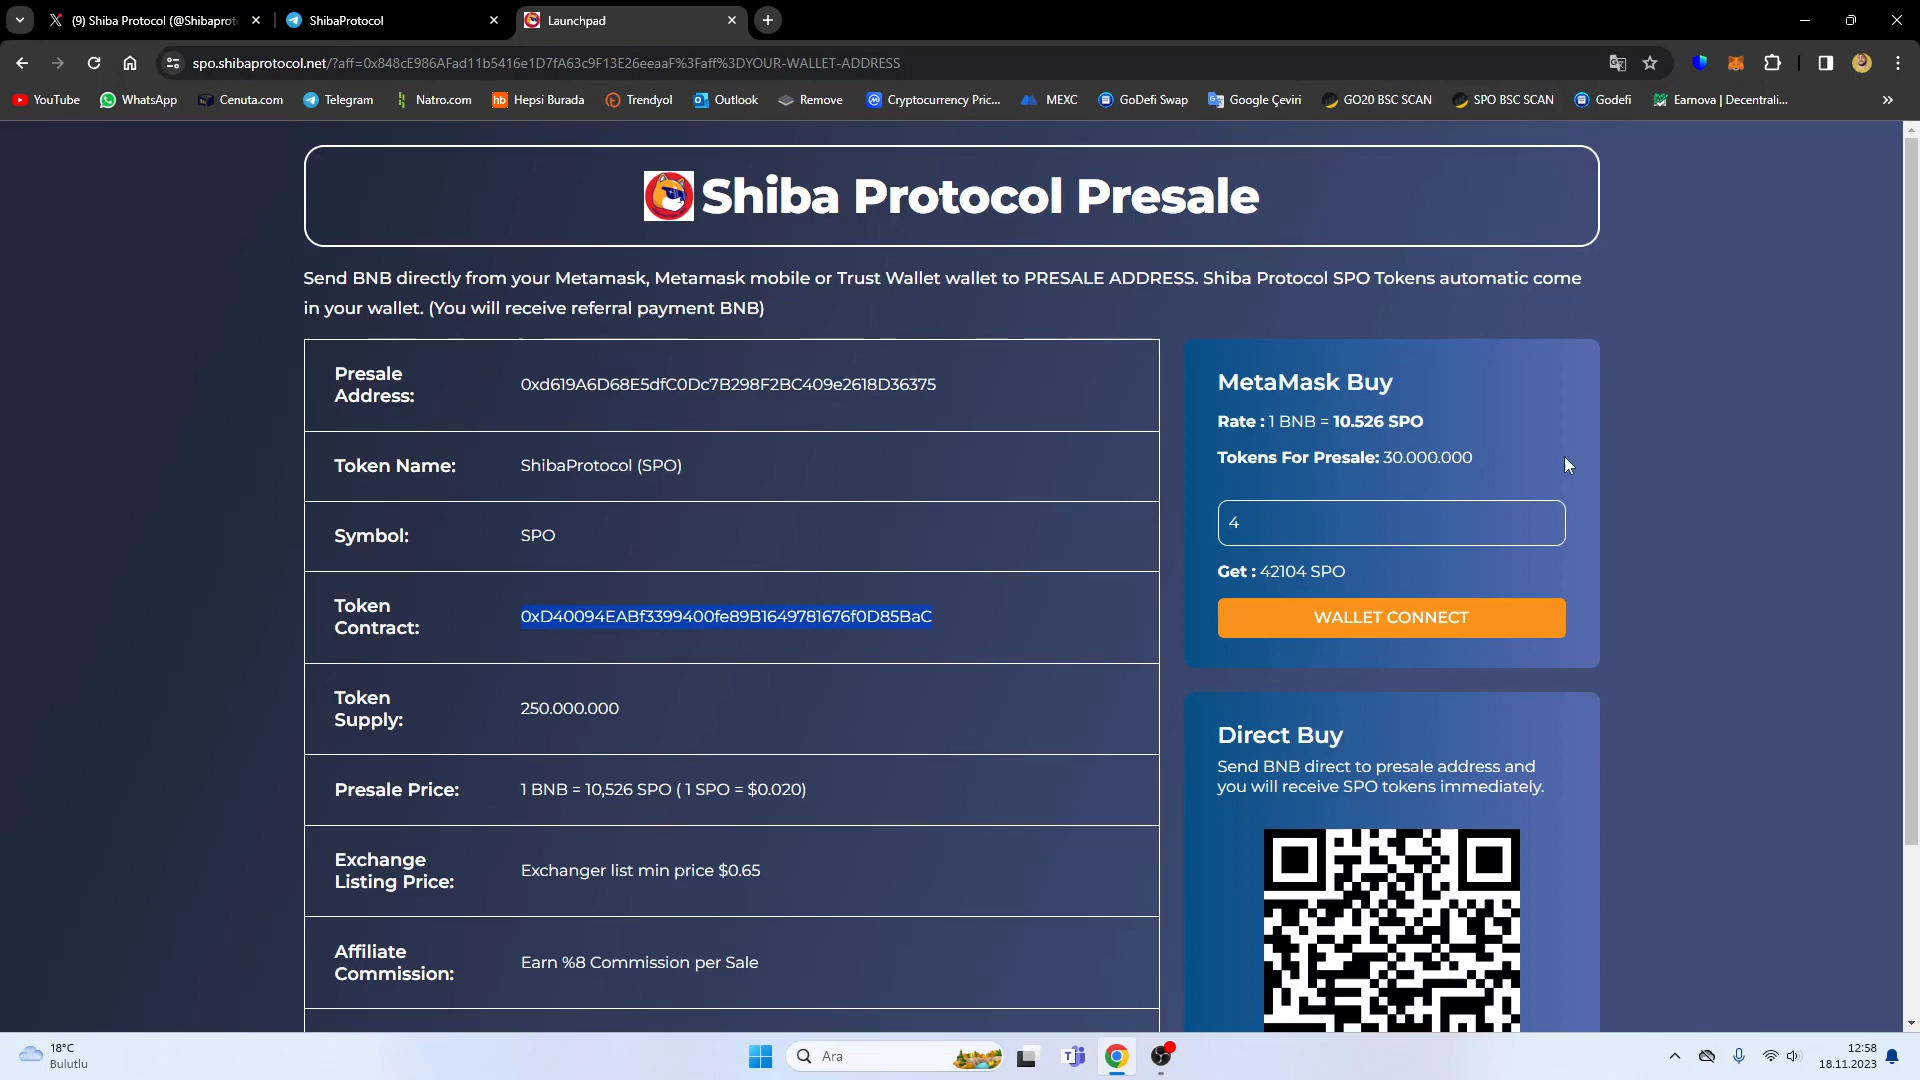 (9) Shiba Protocol (@Shibaproto
ShibaProtocol
Launchpad
spo.shibaprotocol.net/?aff=0x848cE986AFad11b5416e1D7fA63c9F13E26eeaaF%3Faff%3DYOUR-WALLET-ADDRESS
YouTube
WhatsApp
Cenuta.com
Telegram
Natro.com
Hepsi Burada
Trendyol
Outlook
Remove
Cryptocurrency Pric...
MEXC
GoDefi Swap
Google Çeviri
GO20 BSC SCAN
SPO BSC SCAN
Godefi
Earnova | Decentrali...
Shiba Protocol Presale
Send BNB directly from your Metamask, Metamask mobile or Trust Wallet wallet to PRESALE ADDRESS. Shiba Protocol SPO Tokens automatic come
in your wallet. (You will receive referral payment BNB)
Presale
Address:
0xd619A6D68E5dfC0Dc7B298F2BC409e2618D36375
Token Name:
ShibaProtocol (SPO)
Symbol:
SPO
Token
Contract:
0xD40094EABf3399400fe89B1649781676f0D85BaC
Token
Supply:
250.000.000
Presale Price:
1 BNB = 10,526 SPO ( 1 SPO = $0.020)
Exchange
Listing Price:
Exchanger list min price $0.65
Affiliate
Commission:
Earn %8 Commission per Sale
MetaMask Buy
Rate : 1 BNB = 10.526 SPO
Tokens For Presale: 30.000.000
4
Get : 42104 SPO
WALLET CONNECT
Direct Buy
Send BNB direct to presale address and
you will receive SPO tokens immediately.
18°C
Bulutlu
Ara
12:58
18.11.2023